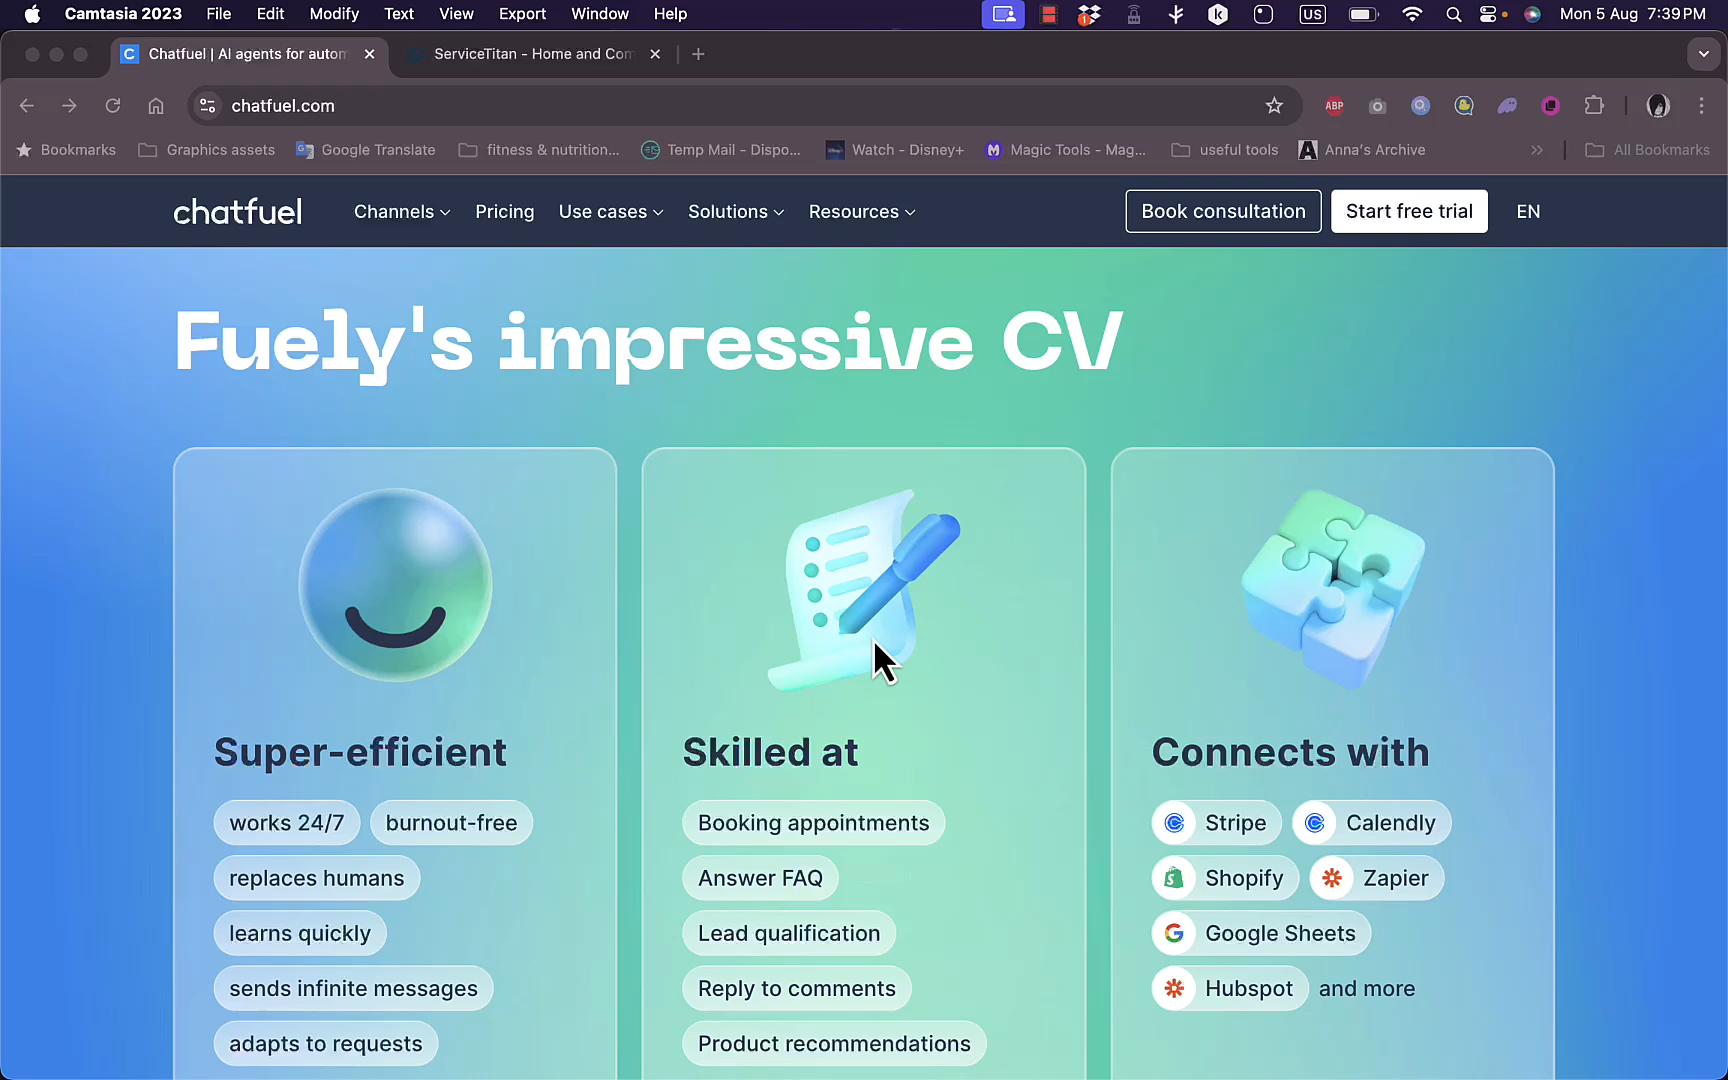 Camtasia 2023 File Edit Modify Text View Export Window Help 1 US Mon 5 Aug 7:39 PM
Chatfuel | AI agents for autom ServiceTitan - Home and Com
chatfuel.com ABP
Bookmarks Graphics assets Google Translate fitness & nutrition... Temp Mail - Dispo... Watch - Disney+ Magic Tools - Mag... useful tools Anna's Archive » All Bookmarks
chatfuel Channels Pricing Use cases Solutions Resources Book consultation Start free trial EN
Fuely's impressive CV
Super-efficient Skilled at Connects with
works 24/7 burnout-free Booking appointments Stripe Calendly
replaces humans Answer FAQ Shopify Zapier
learns quickly Lead qualification Google Sheets
sends infinite messages Reply to comments Hubspot and more
adapts to requests Product recommendations